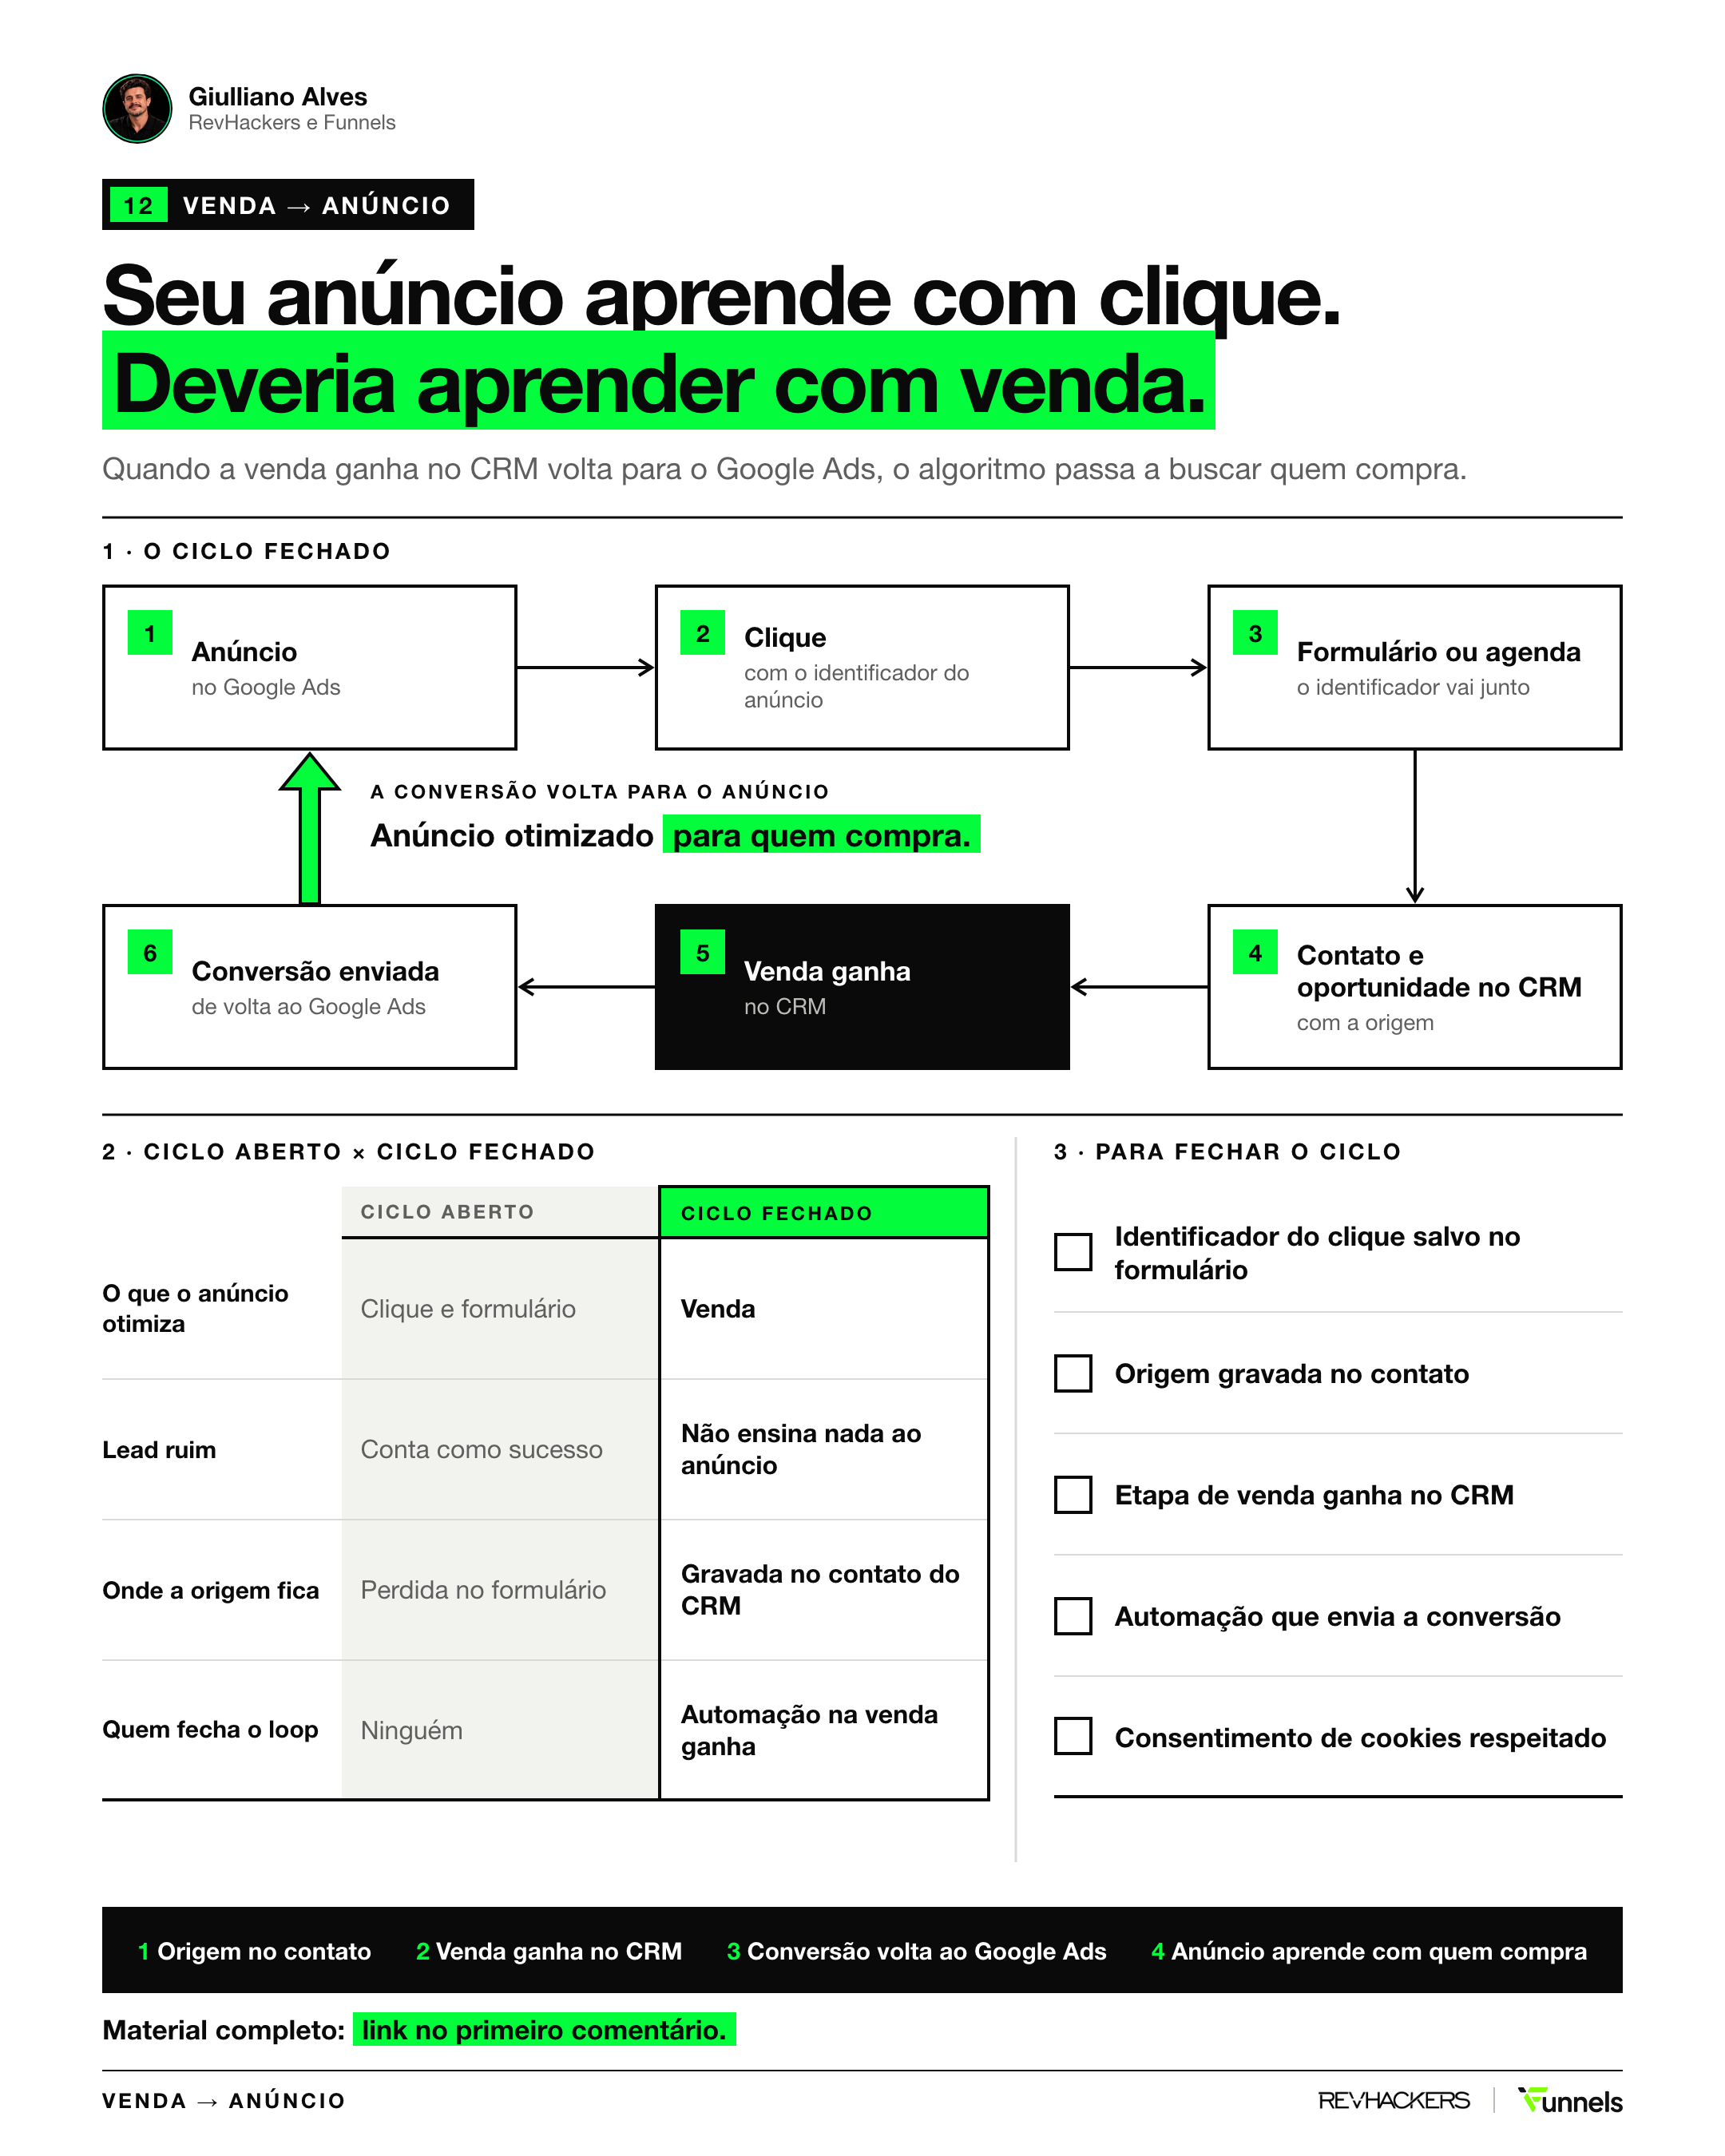 Giulliano Alves
RevHackers e Funnels
12 VENDA → ANÚNCIO
Seu anúncio aprende com clique.
Deveria aprender com venda.
Quando a venda ganha no CRM volta para o Google Ads, o algoritmo passa a buscar quem compra.
1 · O CICLO FECHADO
1
Anúncio
no Google Ads
2
Clique
com o identificador do
anúncio
3
Formulário ou agenda
o identificador vai junto
A CONVERSÃO VOLTA PARA O ANÚNCIO
Anúncio otimizado para quem compra.
6
Conversão enviada
de volta ao Google Ads
5
Venda ganha
no CRM
4
Contato e
oportunidade no CRM
com a origem
2 · CICLO ABERTO × CICLO FECHADO
CICLO ABERTO
CICLO FECHADO
O que o anúncio
otimiza
Clique e formulário
Venda
Lead ruim
Conta como sucesso
Não ensina nada ao
anúncio
Onde a origem fica
Perdida no formulário
Gravada no contato do
CRM
Quem fecha o loop
Ninguém
Automação na venda
ganha
3 · PARA FECHAR O CICLO
Identificador do clique salvo no
formulário
Origem gravada no contato
Etapa de venda ganha no CRM
Automação que envia a conversão
Consentimento de cookies respeitado
1 Origem no contato 2 Venda ganha no CRM 3 Conversão volta ao Google Ads 4 Anúncio aprende com quem compra
Material completo: link no primeiro comentário.
VENDA → ANÚNCIO
REVHACKERS
Funnels